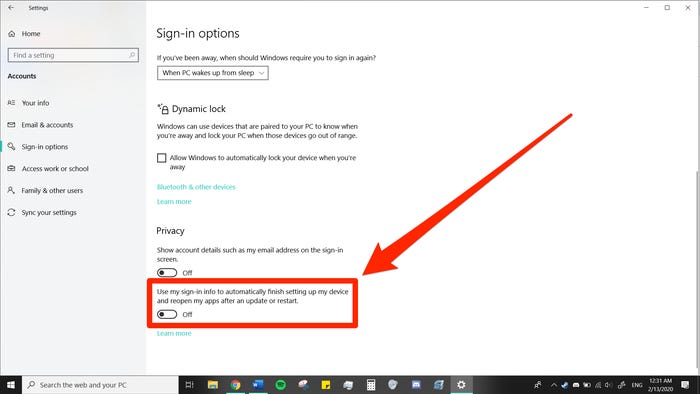 Settings
Home
Sign-in options
Find a setting
If you've been away, when should Windows require you to sign in again?
When PC wakes up from sleep
Accounts
Your info
Email & accounts
Sign-in options
Access work or school
Family & other users
Sync your settings
Dynamic lock
Windows can use devices that are paired to your PC to know when
you're away and lock your PC when those devices go out of range.
Allow Windows to automatically lock your device when you're
away
Bluetooth & other devices
Learn more
Privacy
Show account details such as my email address on the sign-in
screen.
Off
Use my sign-in info to automatically finish setting up my device
and reopen my apps after an update or restart.
Off
Learn more
Search the web and your PC
ENG
12:31 AM
2/13/2020